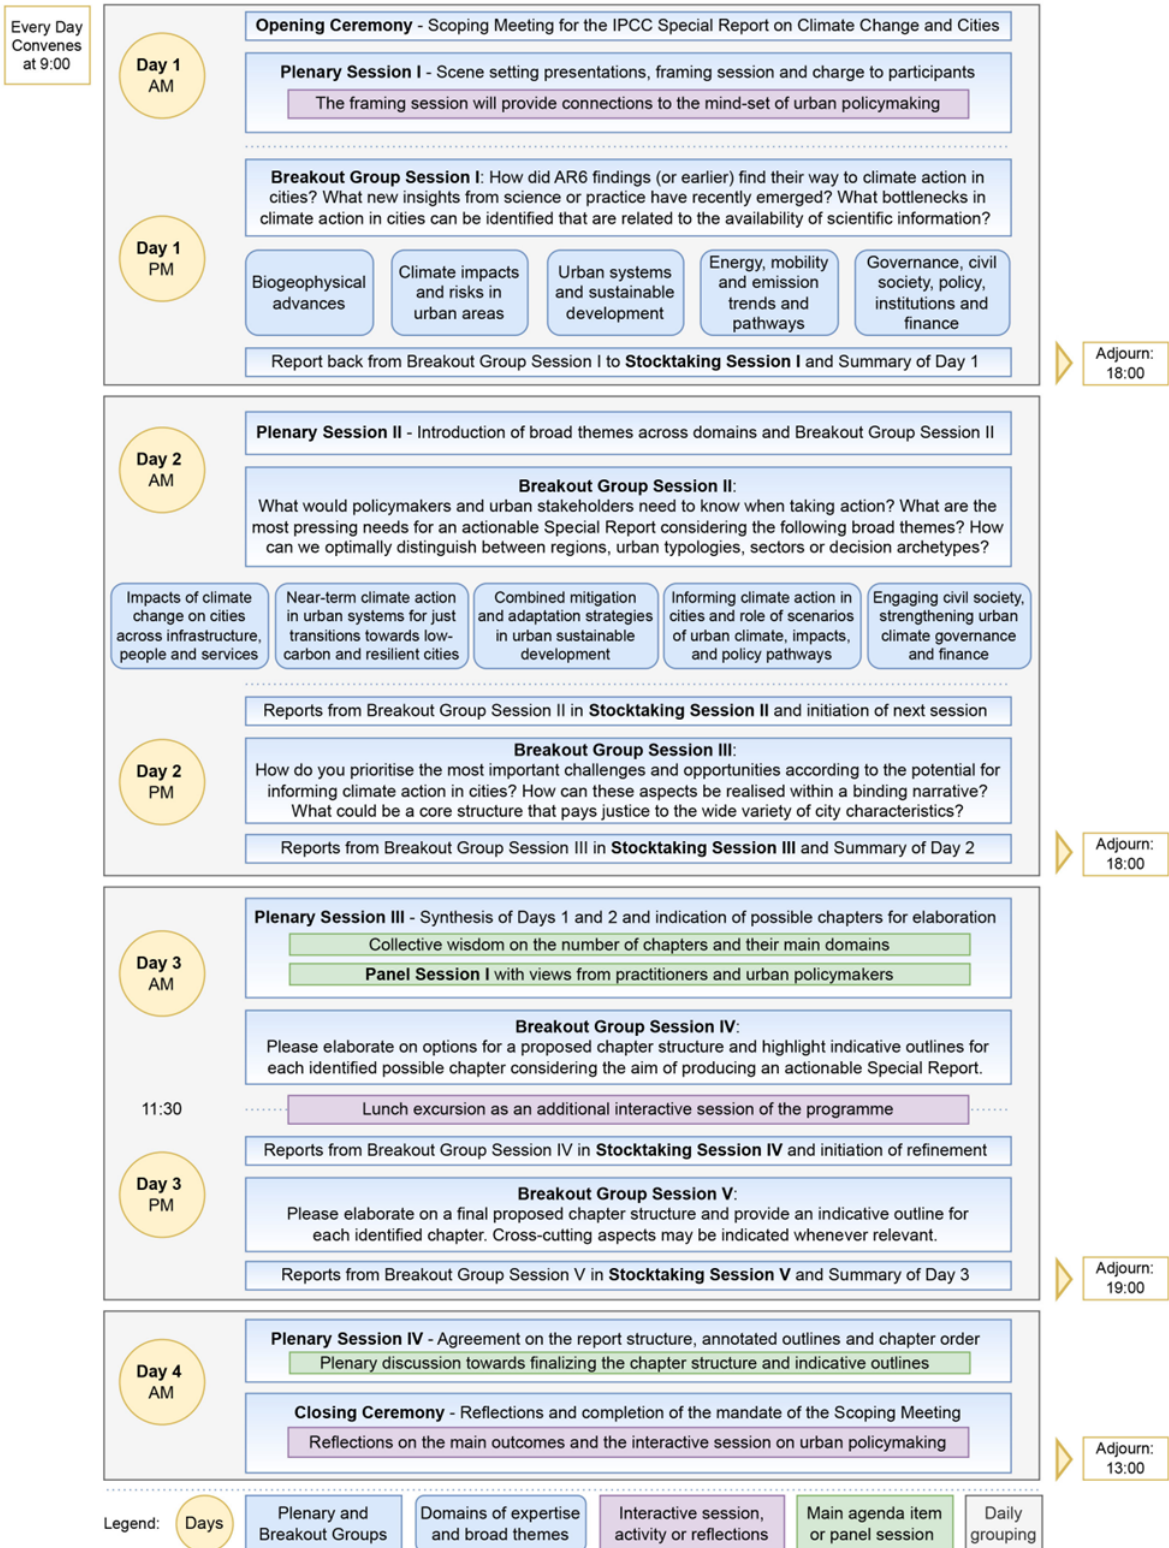 Every Day
Convenes
at 9:00
Day 1
AM
Opening Ceremony - Scoping Meeting for the IPCC Special Report on Climate Change and Cities
Plenary Session I - Scene setting presentations, framing session and charge to participants
The framing session will provide connections to the mind-set of urban policymaking
Day 1
PM
Breakout Group Session I: How did AR6 findings (or earlier) find their way to climate action in
cities? What new insights from science or practice have recently emerged? What bottlenecks in
climate action in cities can be identified that are related to the availability of scientific information?
Biogeophysical
advances
Climate impacts
and risks in
urban areas
Urban systems
and sustainable
development
Energy, mobility
and emission
trends and
pathways
Governance, civil
society, policy,
institutions and
finance
Report back from Breakout Group Session I to Stocktaking Session I and Summary of Day 1
Adjourn:
18:00
Day 2
AM
Plenary Session II - Introduction of broad themes across domains and Breakout Group Session II
Breakout Group Session II:
What would policymakers and urban stakeholders need to know when taking action? What are the
most pressing needs for an actionable Special Report considering the following broad themes? How
can we optimally distinguish between regions, urban typologies, sectors or decision archetypes?
Impacts of climate
change on cities
across infrastructure,
people and services
Near-term climate action
in urban systems for just
transitions towards low-
carbon and resilient cities
Combined mitigation
and adaptation strategies
in urban sustainable
development
Informing climate action in
cities and role of scenarios
of urban climate, impacts,
and policy pathways
Engaging civil society,
strengthening urban
climate governance
and finance
Reports from Breakout Group Session II in Stocktaking Session II and initiation of next session
Day 2
PM
Breakout Group Session III:
How do you prioritise the most important challenges and opportunities according to the potential for
informing climate action in cities? How can these aspects be realised within a binding narrative?
What could be a core structure that pays justice to the wide variety of city characteristics?
Reports from Breakout Group Session III in Stocktaking Session III and Summary of Day 2
Adjourn:
18:00
Day 3
AM
Plenary Session III - Synthesis of Days 1 and 2 and indication of possible chapters for elaboration
Collective wisdom on the number of chapters and their main domains
Panel Session I with views from practitioners and urban policymakers
Breakout Group Session IV:
Please elaborate on options for a proposed chapter structure and highlight indicative outlines for
each identified possible chapter considering the aim of producing an actionable Special Report.
11:30
Lunch excursion as an additional interactive session of the programme
Day 3
PM
Reports from Breakout Group Session IV in Stocktaking Session IV and initiation of refinement
Breakout Group Session V:
Please elaborate on a final proposed chapter structure and provide an indicative outline for
each identified chapter. Cross-cutting aspects may be indicated whenever relevant.
Reports from Breakout Group Session V in Stocktaking Session V and Summary of Day 3
Adjourn:
19:00
Day 4
AM
Plenary Session IV - Agreement on the report structure, annotated outlines and chapter order
Plenary discussion towards finalizing the chapter structure and indicative outlines
Closing Ceremony - Reflections and completion of the mandate of the Scoping Meeting
Reflections on the main outcomes and the interactive session on urban policymaking
Adjourn:
13:00
Legend:
Days
Plenary and
Breakout Groups
Domains of expertise
and broad themes
Interactive session,
activity or reflections
Main agenda item
or panel session
Daily
grouping